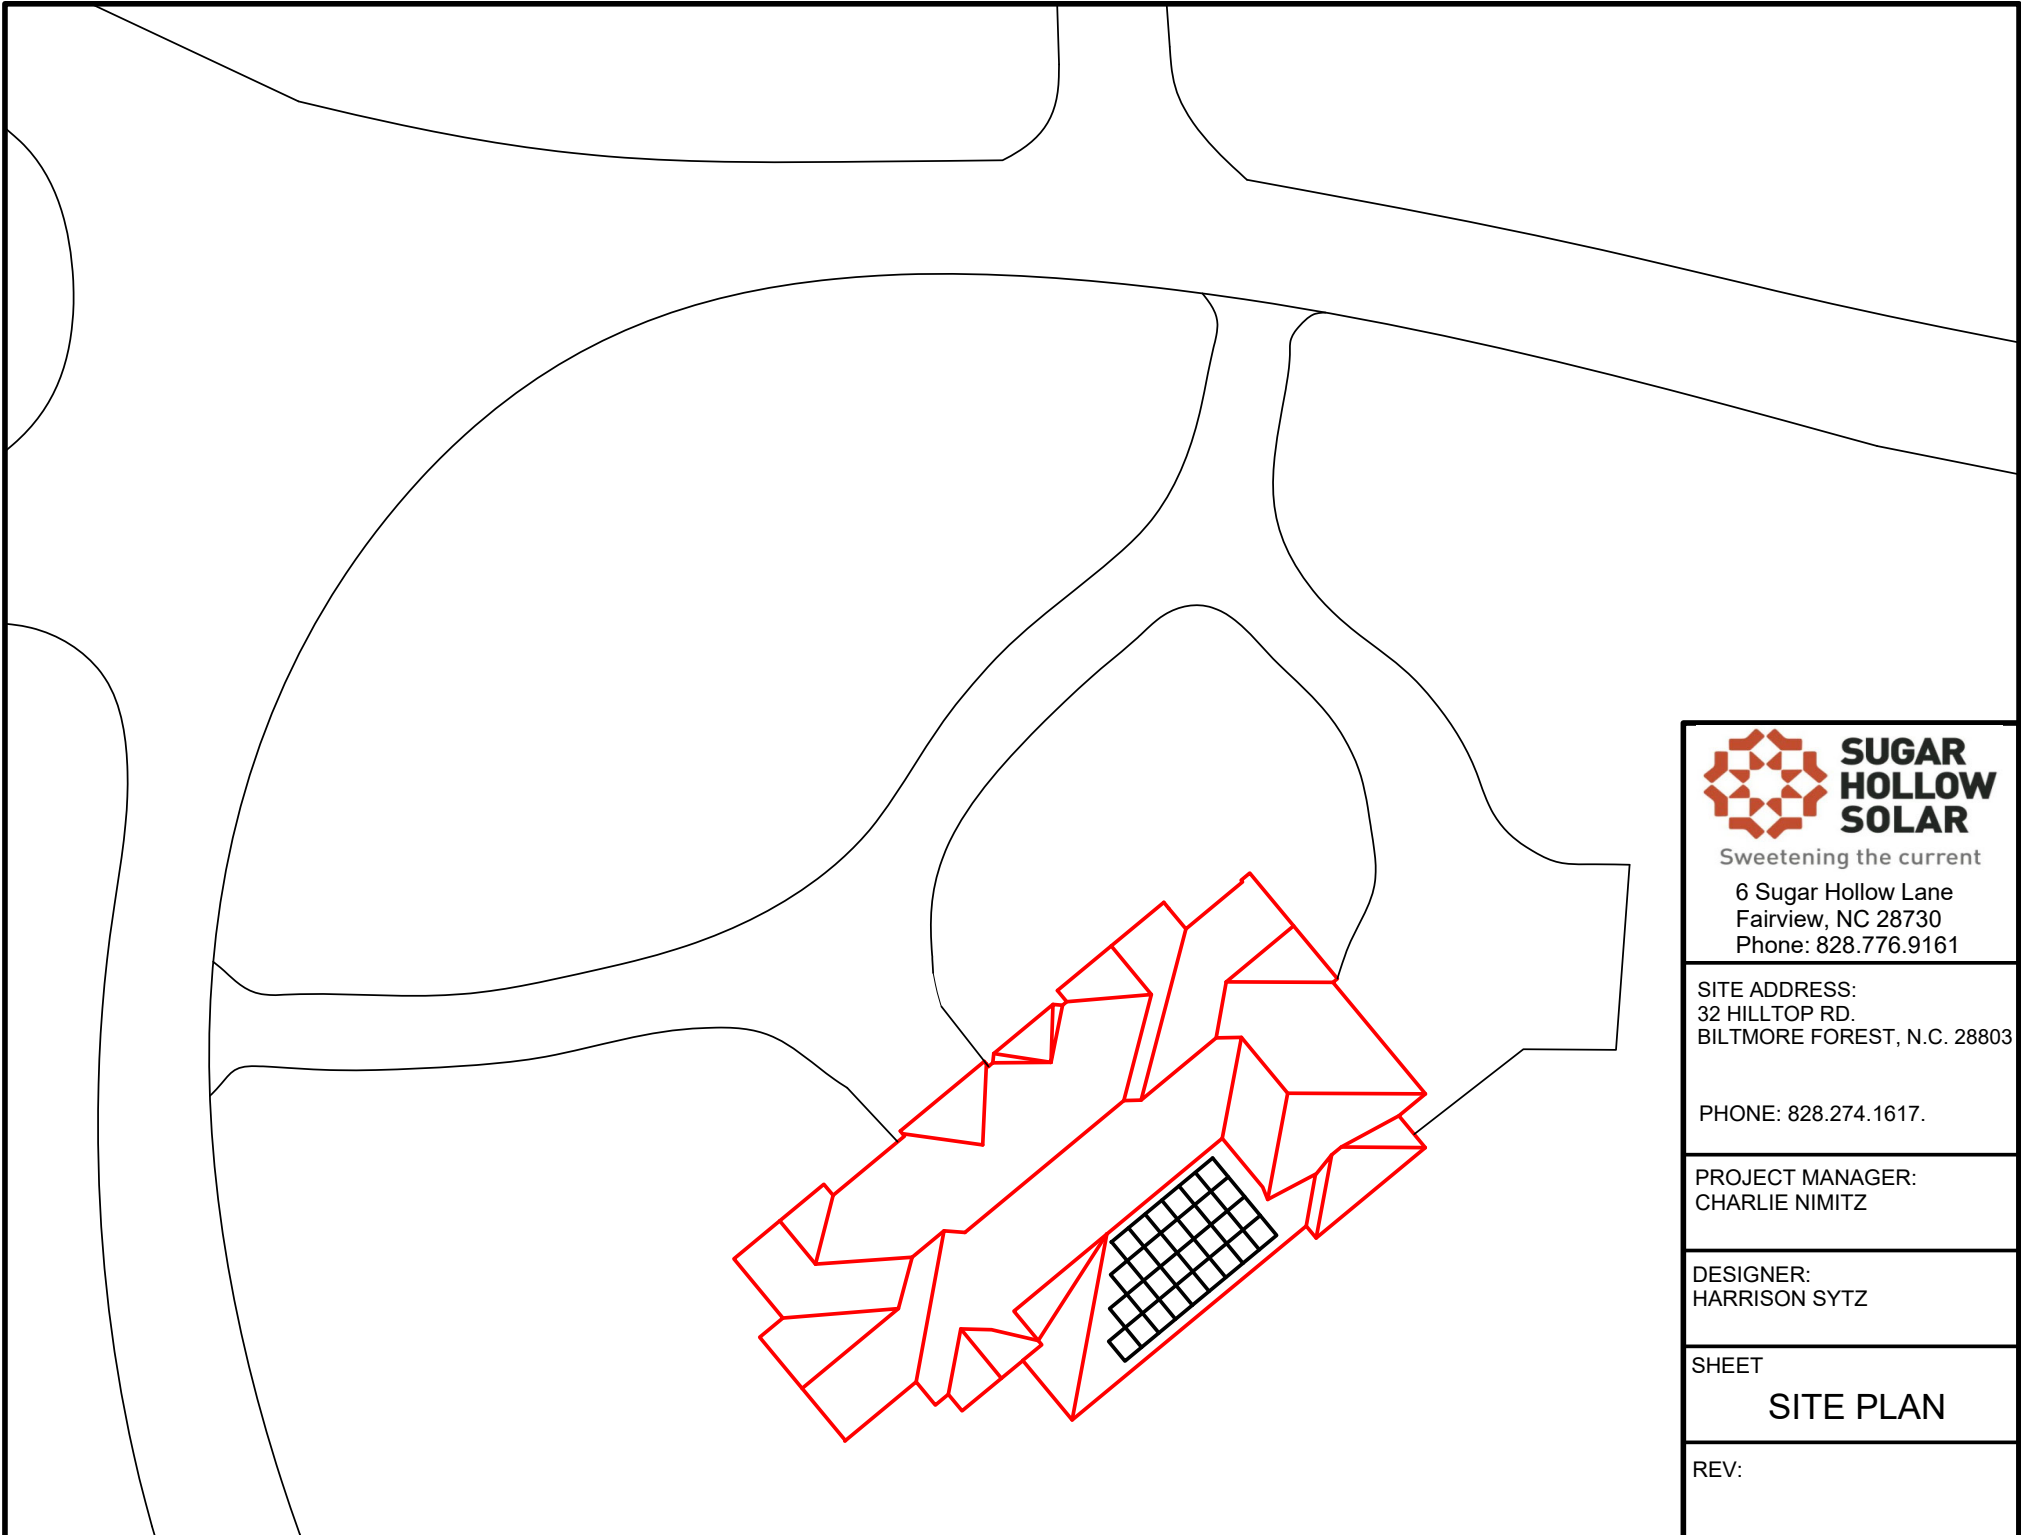 SUGAR
HOLLOW
SOLAR
Sweetening the current
6 Sugar Hollow Lane
Fairview, NC 28730
Phone: 828.776.9161
SITE ADDRESS:
32 HILLTOP RD.
BILTMORE FOREST, N.C. 28803
PHONE: 828.274.1617.
PROJECT MANAGER:
CHARLIE NIMITZ
DESIGNER:
HARRISON SYTZ
SHEET
SITE PLAN
REV: